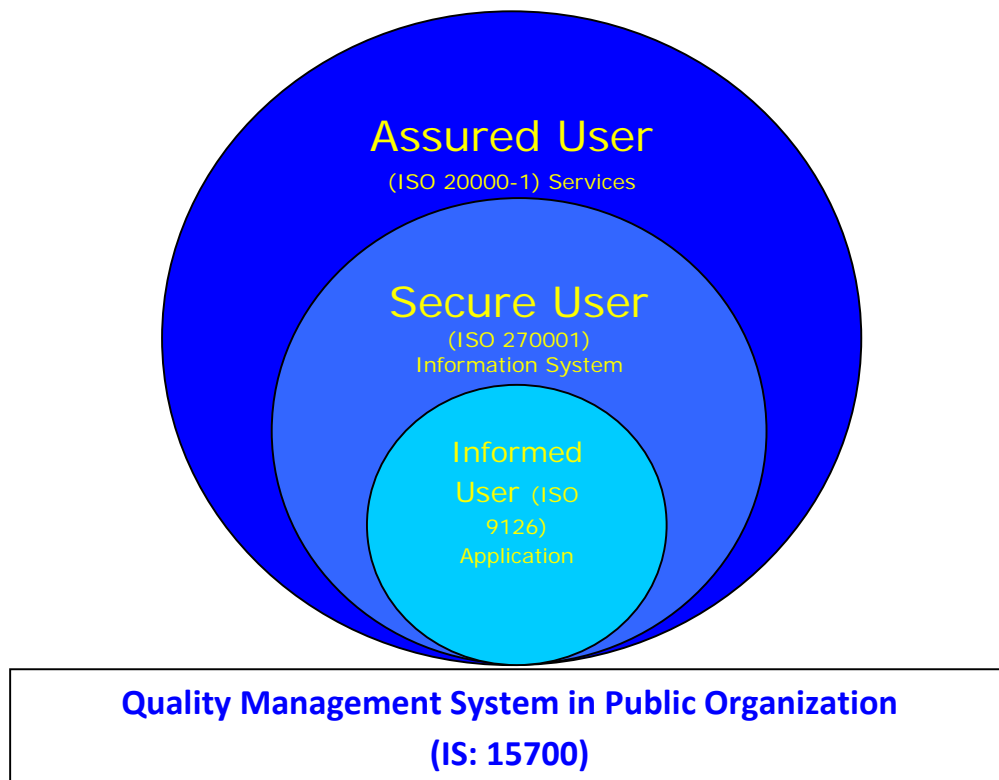 Assured User
(ISO 20000-1) Services
Secure User
(ISO 270001)
Information System
Informed
User (ISO
9126)
Application
Quality Management System in Public Organization
(IS: 15700)